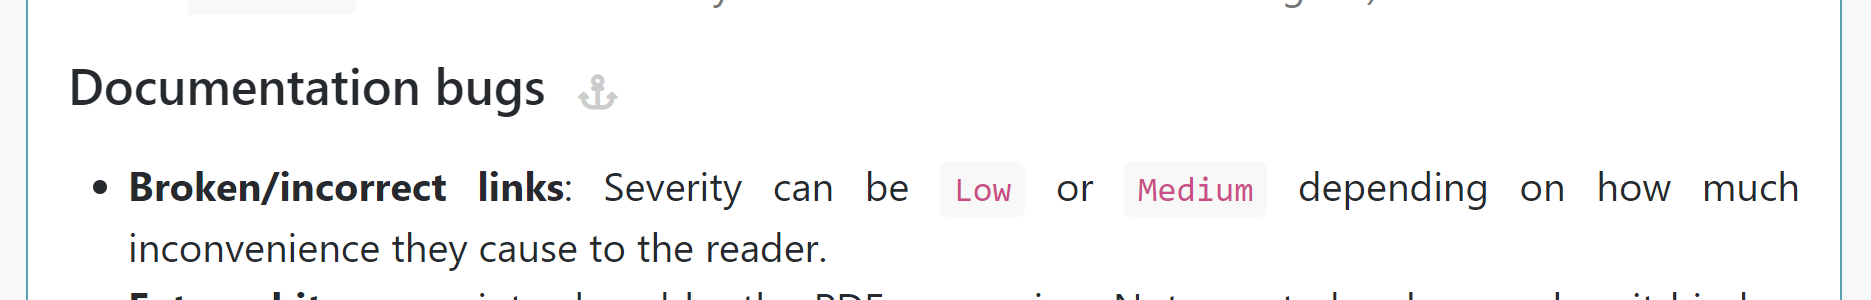 Documentation bugs
Broken/incorrect links: Severity can be Low or Medium depending on how much
inconvenience they cause to the reader.